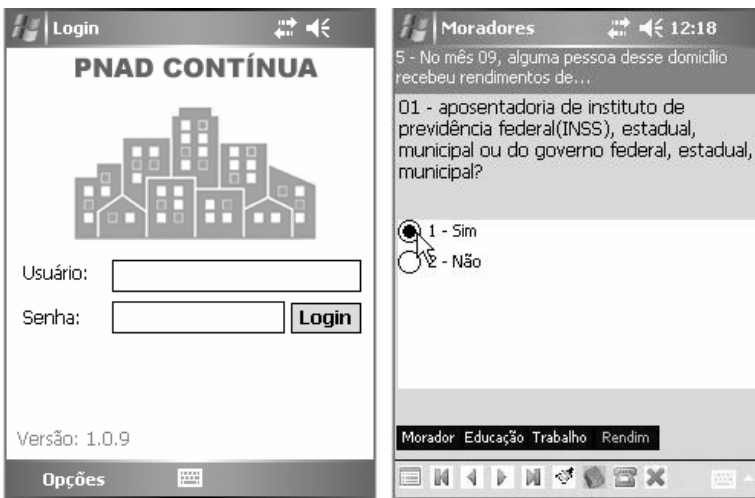 Login
PNAD CONTÍNUA
Usuário:
Senha:
Login
Versão: 1.0.9
Opções
Moradores
12:18
5 - No mês 09, alguma pessoa desse domicílio
recebeu rendimentos de...
01 - aposentadoria de instituto de
previdência federal(INSS), estadual,
municipal ou do governo federal, estadual,
municipal?
1 - Sim
2 - Não
Morador Educação Trabalho Rendim